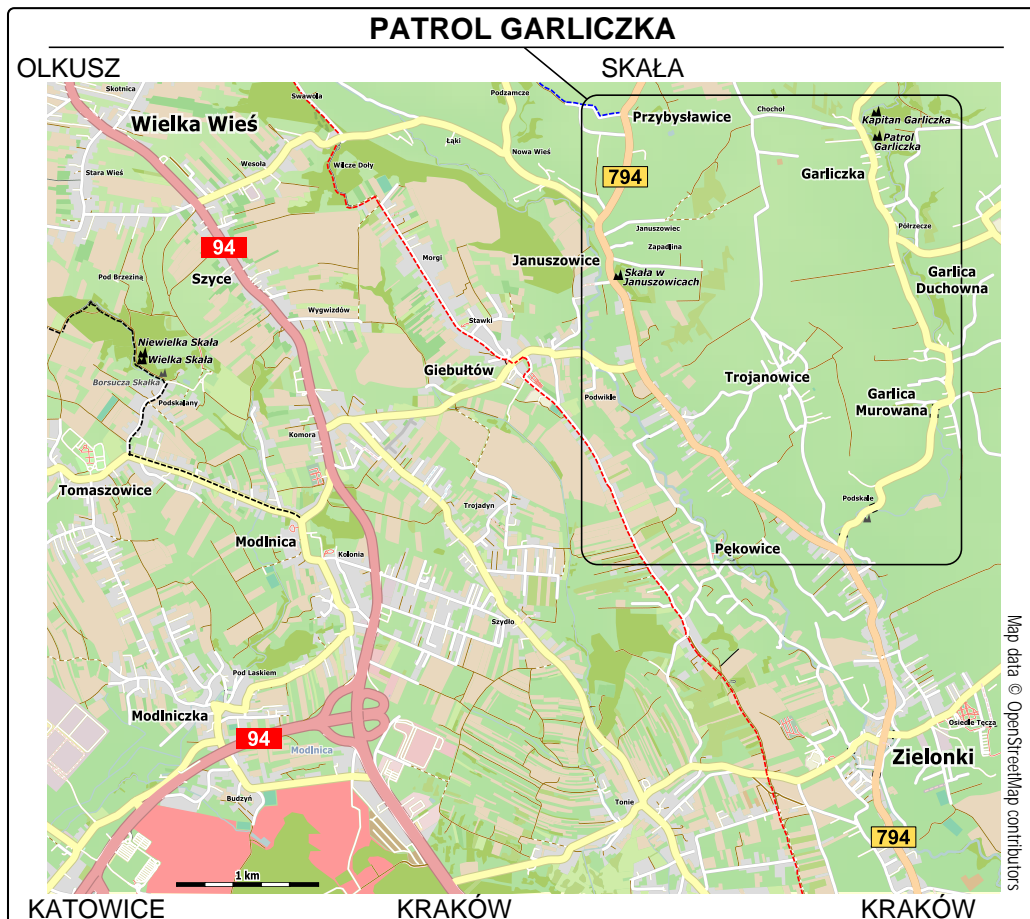 PATROL GARLICZKA
OLKUSZ
SKAŁA
Skotnica
Swawola
Podzamcze
Chochoł
Kapitan Garliczka
Wielka Wieś
Przybysławice
Patrol
Garliczka
Łąki
Nowa Wieś
Wesoła
Wilcze Doły
Stara Wieś
794
Garliczka
Januszowiec
Półrzecze
94
Zapadlina
Morgi
Januszowice
Skała w
Januszowicach
Garlica
Duchowna
Pod Brzeziną
Szyce
Wygwizdów
Stawki
Niewielka Skała
Wielka Skała
Giebułtów
Borsucza Skałka
Trojanowice
Podskalany
Podwikle
Garlica
Murowana
Komora
Tomaszowice
Trojadyn
Podskale
Modlnica
Kolonia
Pękowice
Szydło
Pod Laskiem
Modlniczka
Osiedle Tęcza
94
Modlnica
Zielonki
Budzyń
Tonie
794
1 km
KATOWICE
KRAKÓW
KRAKÓW
Map data © OpenStreetMap contributors